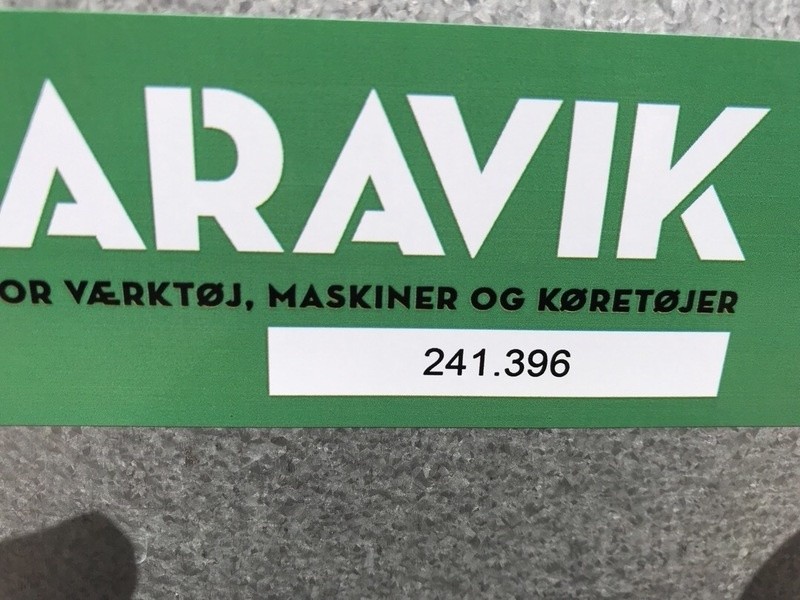 ARAVIK
OR VÆRKTØJ, MASKINER OG KØRETØJER
241.396